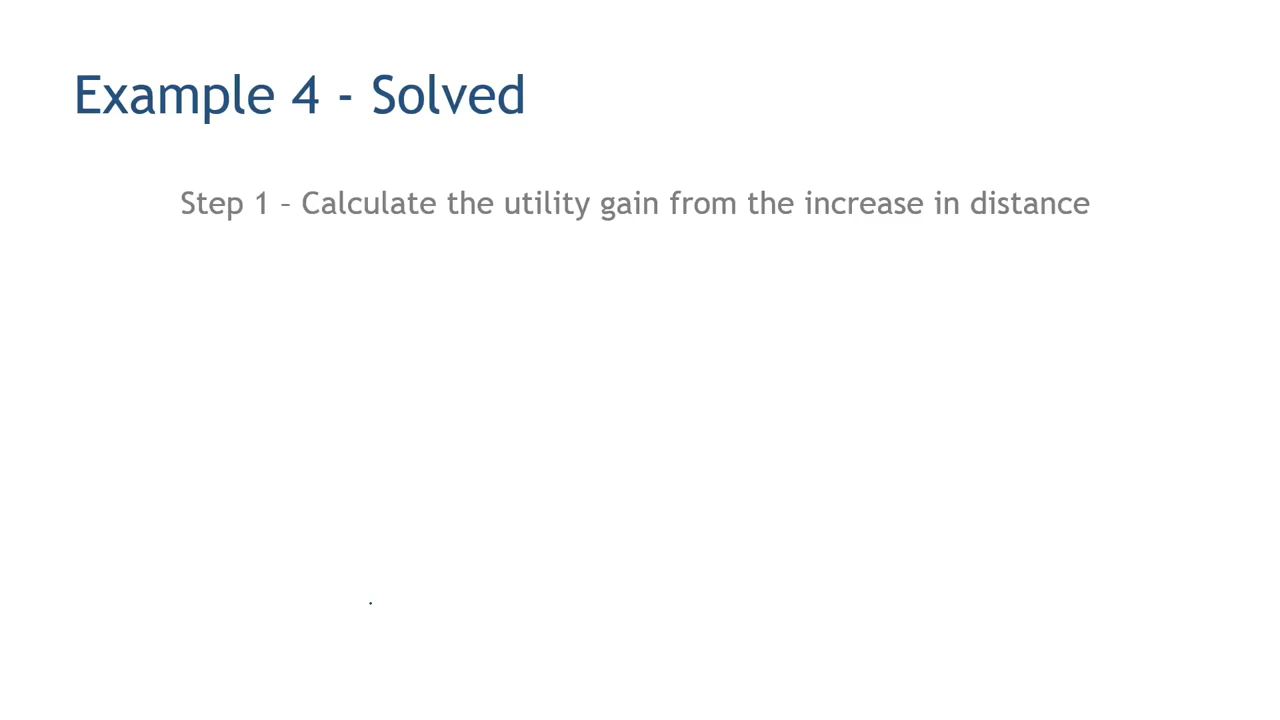 Example 4 - Solved
Step 1 – Calculate the utility gain from the increase in distance